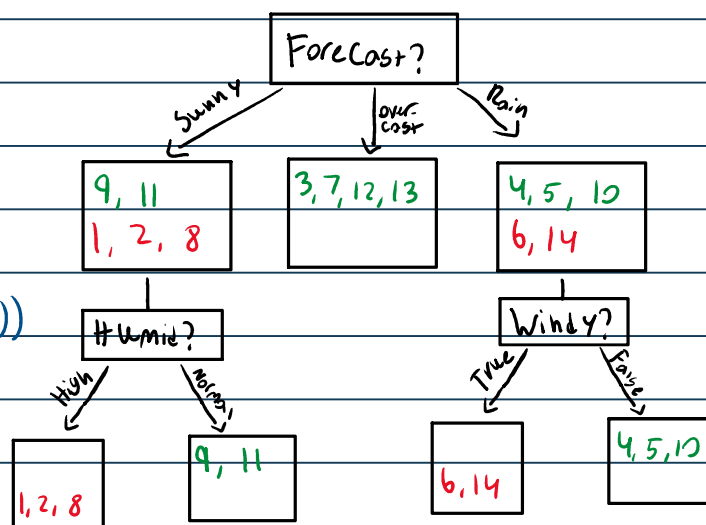 Forecast?
Sunny
over-
cast
Rain
9, 11
1, 2, 8
3, 7, 12, 13
4, 5, 10
6, 14
))
Humid?
Windy?
High
Normal
True
False
1, 2, 8
9, 11
6, 14
4, 5, 10